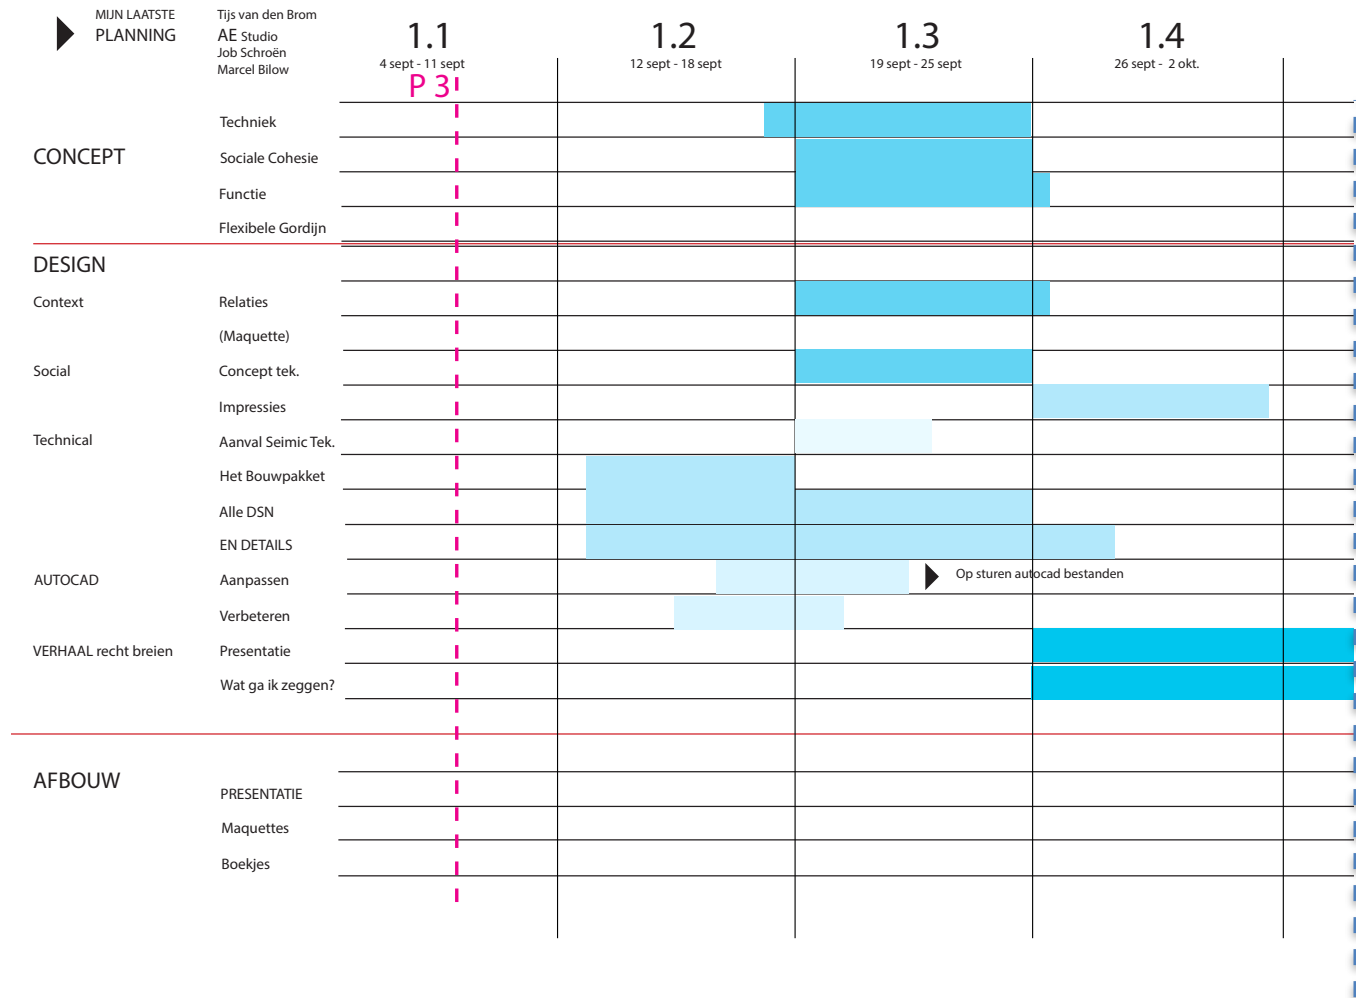 MIJN LAATSTE
PLANNING
Tijs van den Brom
AE Studio
Job Schroën
Marcel Bilow
1.1
4 sept - 11 sept
1.2
12 sept - 18 sept
1.3
19 sept - 25 sept
1.4
26 sept - 2 okt.
P 3
CONCEPT
Techniek
Sociale Cohesie
Functie
Flexibele Gordijn
DESIGN
Context
Relaties
(Maquette)
Social
Concept tek.
Impressies
Technical
Aanval Seimic Tek.
Het Bouwpakket
Alle DSN
EN DETAILS
AUTOCAD
Aanpassen
Op sturen autocad bestanden
Verbeteren
VERHAAL recht breien
Presentatie
Wat ga ik zeggen?
AFBOUW
PRESENTATIE
Maquettes
Boekjes